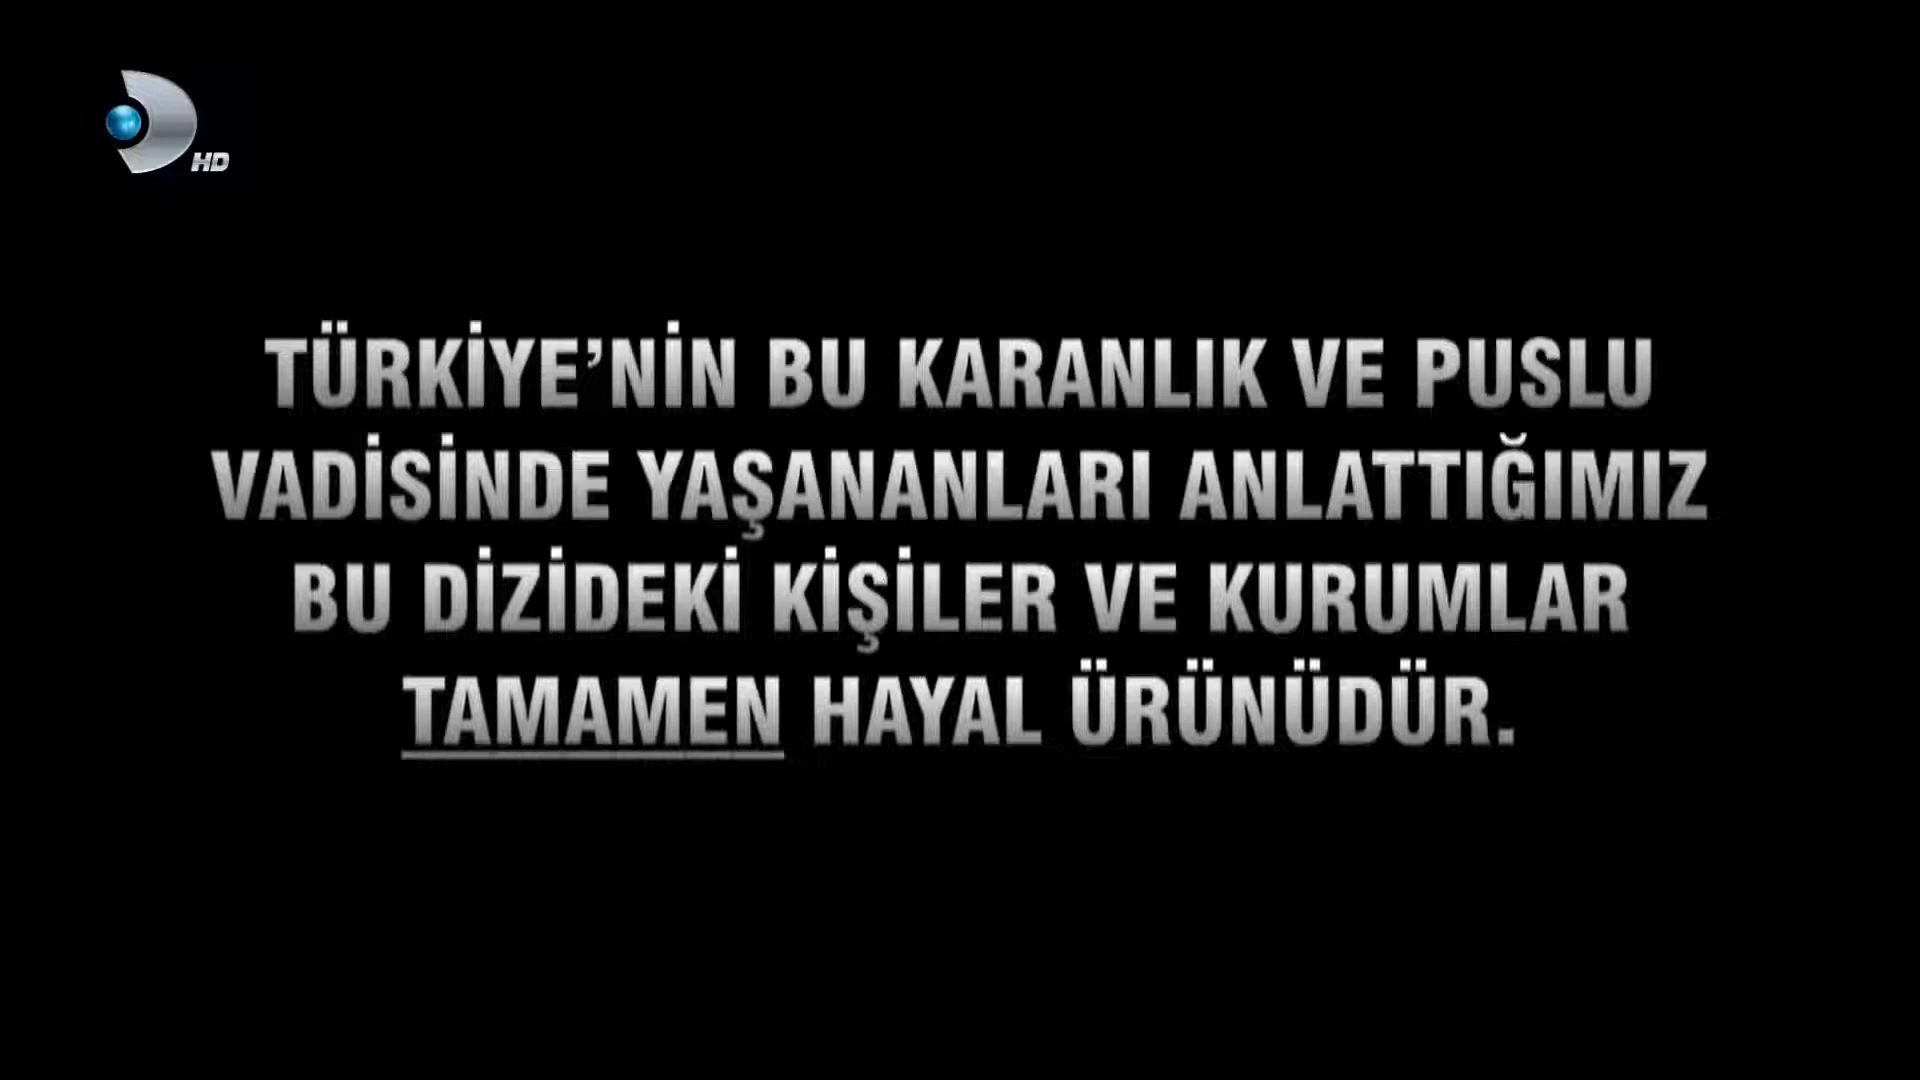 HD
TÜRKİYE’NİN BU KARANLIK VE PUSLU
VADİSİNDE YAŞANANLARI ANLATTIĞIMIZ
BU DİZİDEKİ KİŞİLER VE KURUMLAR
TAMAMEN HAYAL ÜRÜNÜDÜR.